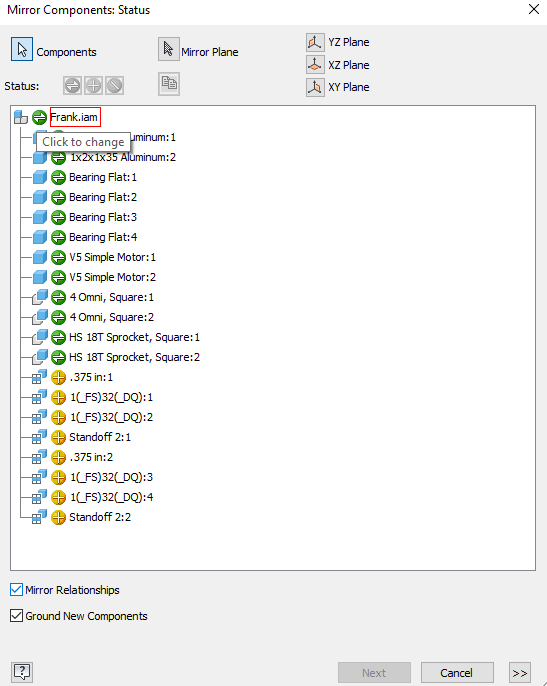 Mirror Components: Status
Components
Mirror Plane
YZ Plane
XZ Plane
XY Plane
Status:
Frank.iam
Click to change
uminum:1
1x2x1x35 Aluminum:2
Bearing Flat:1
Bearing Flat:2
Bearing Flat:3
Bearing Flat:4
V5 Simple Motor:1
V5 Simple Motor:2
4 Omni, Square:1
4 Omni, Square:2
HS 18T Sprocket, Square:1
HS 18T Sprocket, Square:2
.375 in:1
1(_FS)32(_DQ):1
1(_FS)32(_DQ):2
Standoff 2:1
.375 in:2
1(_FS)32(_DQ):3
1(_FS)32(_DQ):4
Standoff 2:2
Mirror Relationships
Ground New Components
?
Next
Cancel
>>